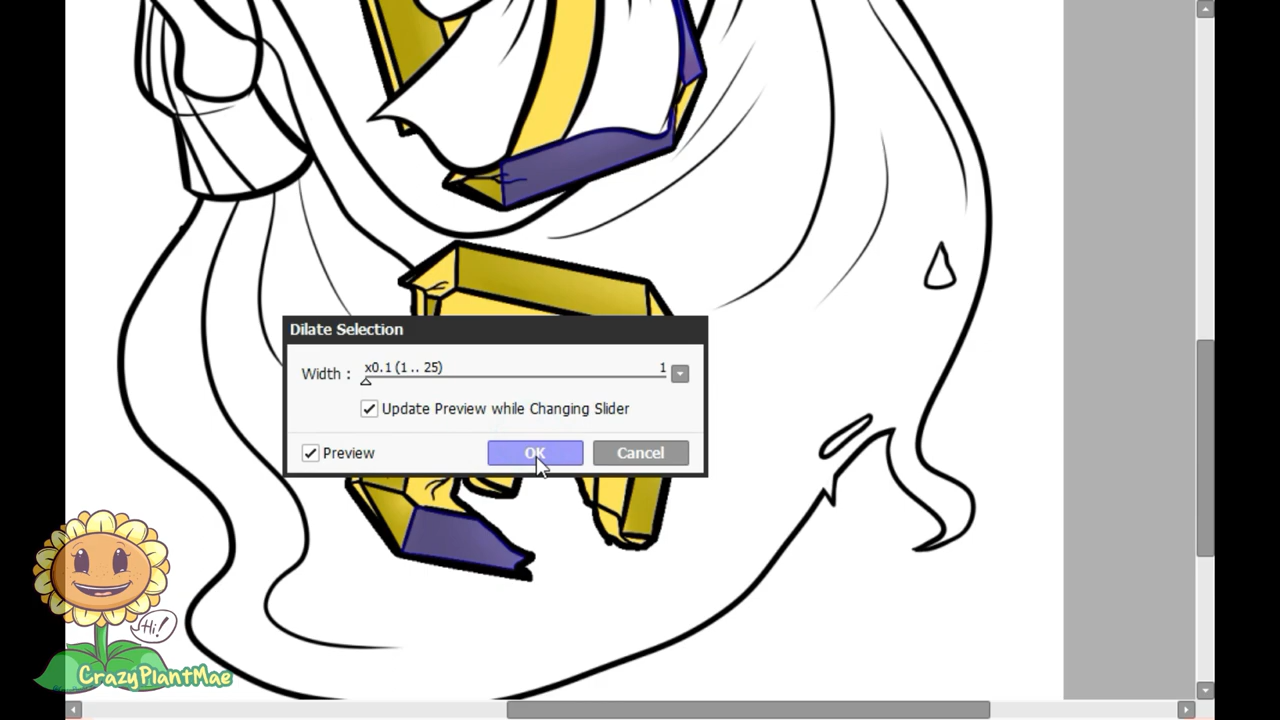 Dilate Selection
Width : x0.1 (1 .. 25) 1
Update Preview while Changing Slider
Preview OK Cancel
Hi!
CrazyPlantMae